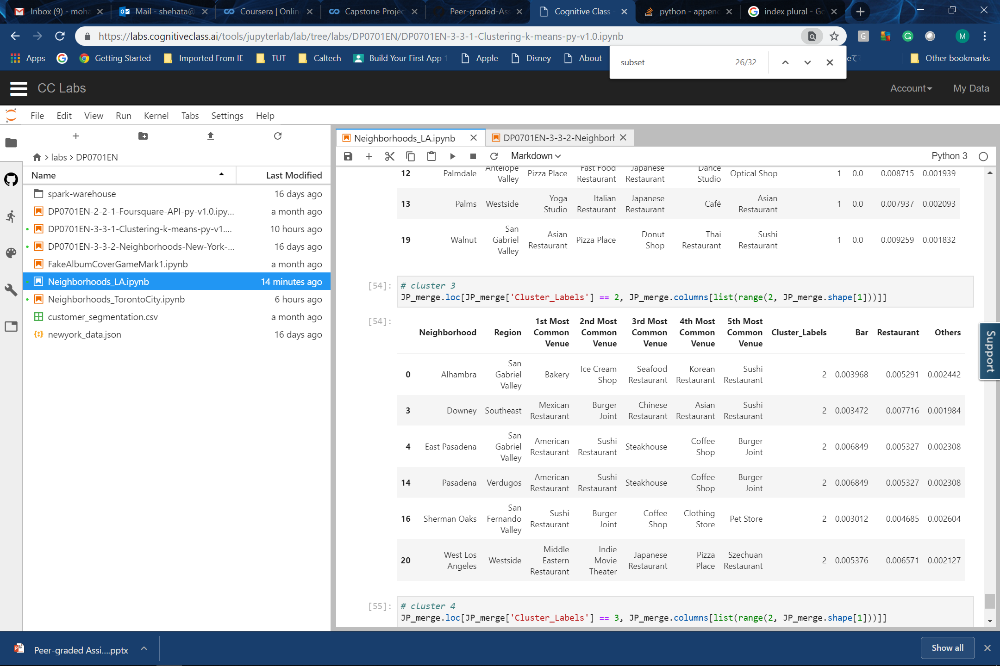 Inbox (9) - moha
Mail - shehata@
Coursera | Onlin
Capstone Projec
Peer-graded-Ass
Cognitive Class -
python - append
index plural - Go
https://labs.cognitiveclass.ai/tools/jupyterlab/lab/tree/labs/DP0701EN/DP0701EN-3-3-1-Clustering-k-means-py-v1.0.ipynb
Apps Getting Started Imported From IE TUT Caltech Build Your First App 1 Apple Disney About Other bookmarks
subset 26/32
CC Labs Account My Data
File Edit View Run Kernel Tabs Settings Help
labs > DP0701EN
Name Last Modified
spark-warehouse 16 days ago
DP0701EN-2-2-1-Foursquare-API-py-v1.0.ipy... a month ago
DP0701EN-3-3-1-Clustering-k-means-py-v1.... 10 hours ago
DP0701EN-3-3-2-Neighborhoods-New-York-... 16 days ago
FakeAlbumCoverGameMark1.ipynb a month ago
Neighborhoods_LA.ipynb 14 minutes ago
Neighborhoods_TorontoCity.ipynb 6 hours ago
customer_segmentation.csv a month ago
newyork_data.json 16 days ago
Neighborhoods_LA.ipynb DP0701EN-3-3-2-Neighborh
Markdown Python 3
12 Palmdale Antelope Valley Pizza Place Fast Food Restaurant Japanese Restaurant Dance Studio Optical Shop 1 0.0 0.008715 0.001939
13 Palms Westside Yoga Studio Italian Restaurant Japanese Restaurant Café Asian Restaurant 1 0.0 0.007937 0.002093
19 Walnut San Gabriel Valley Asian Restaurant Pizza Place Donut Shop Thai Restaurant Sushi Restaurant 1 0.0 0.009259 0.001832
[54]: # cluster 3
JP_merge.loc[JP_merge['Cluster_Labels'] == 2, JP_merge.columns[list(range(2, JP_merge.shape[1]))]]
[54]:
Neighborhood Region 1st Most Common Venue 2nd Most Common Venue 3rd Most Common Venue 4th Most Common Venue 5th Most Common Venue Cluster_Labels Bar Restaurant Others
0 Alhambra San Gabriel Valley Bakery Ice Cream Shop Seafood Restaurant Korean Restaurant Sushi Restaurant 2 0.003968 0.005291 0.002442
3 Downey Southeast Mexican Restaurant Burger Joint Chinese Restaurant Asian Restaurant Sushi Restaurant 2 0.003472 0.007716 0.001984
4 East Pasadena San Gabriel Valley American Restaurant Sushi Restaurant Steakhouse Coffee Shop Burger Joint 2 0.006849 0.005327 0.002308
14 Pasadena Verdugos American Restaurant Sushi Restaurant Steakhouse Coffee Shop Burger Joint 2 0.006849 0.005327 0.002308
16 Sherman Oaks San Fernando Valley Sushi Restaurant Burger Joint Coffee Shop Clothing Store Pet Store 2 0.003012 0.004685 0.002604
20 West Los Angeles Westside Middle Eastern Restaurant Indie Movie Theater Japanese Restaurant Pizza Place Szechuan Restaurant 2 0.005376 0.006571 0.002127
[55]: # cluster 4
JP_merge.loc[JP_merge['Cluster_Labels'] == 3, JP_merge.columns[list(range(2, JP_merge.shape[1]))]]
Support
Peer-graded Assi....pptx Show all